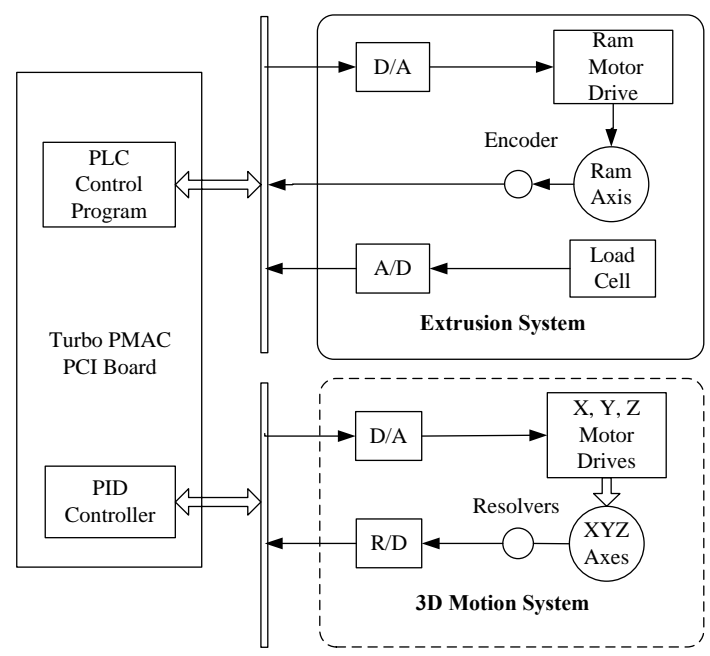 PLC
Control
Program
Turbo PMAC
PCI Board
PID
Controller
D/A
Ram
Motor
Drive
Encoder
Ram
Axis
A/D
Load
Cell
Extrusion System
D/A
X, Y, Z
Motor
Drives
Resolvers
R/D
XYZ
Axes
3D Motion System